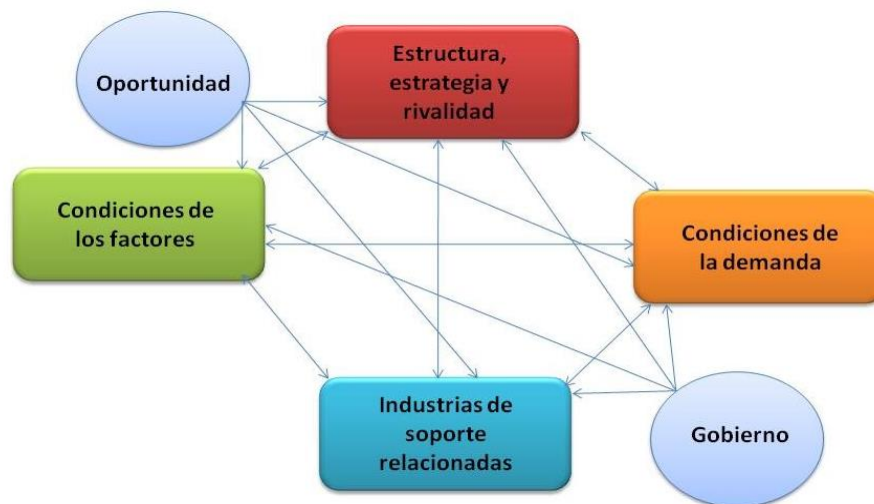 Oportunidad
Estructura,
estrategia y
rivalidad
Condiciones de
los factores
Condiciones de
la demanda
Industrias de
soporte
relacionadas
Gobierno